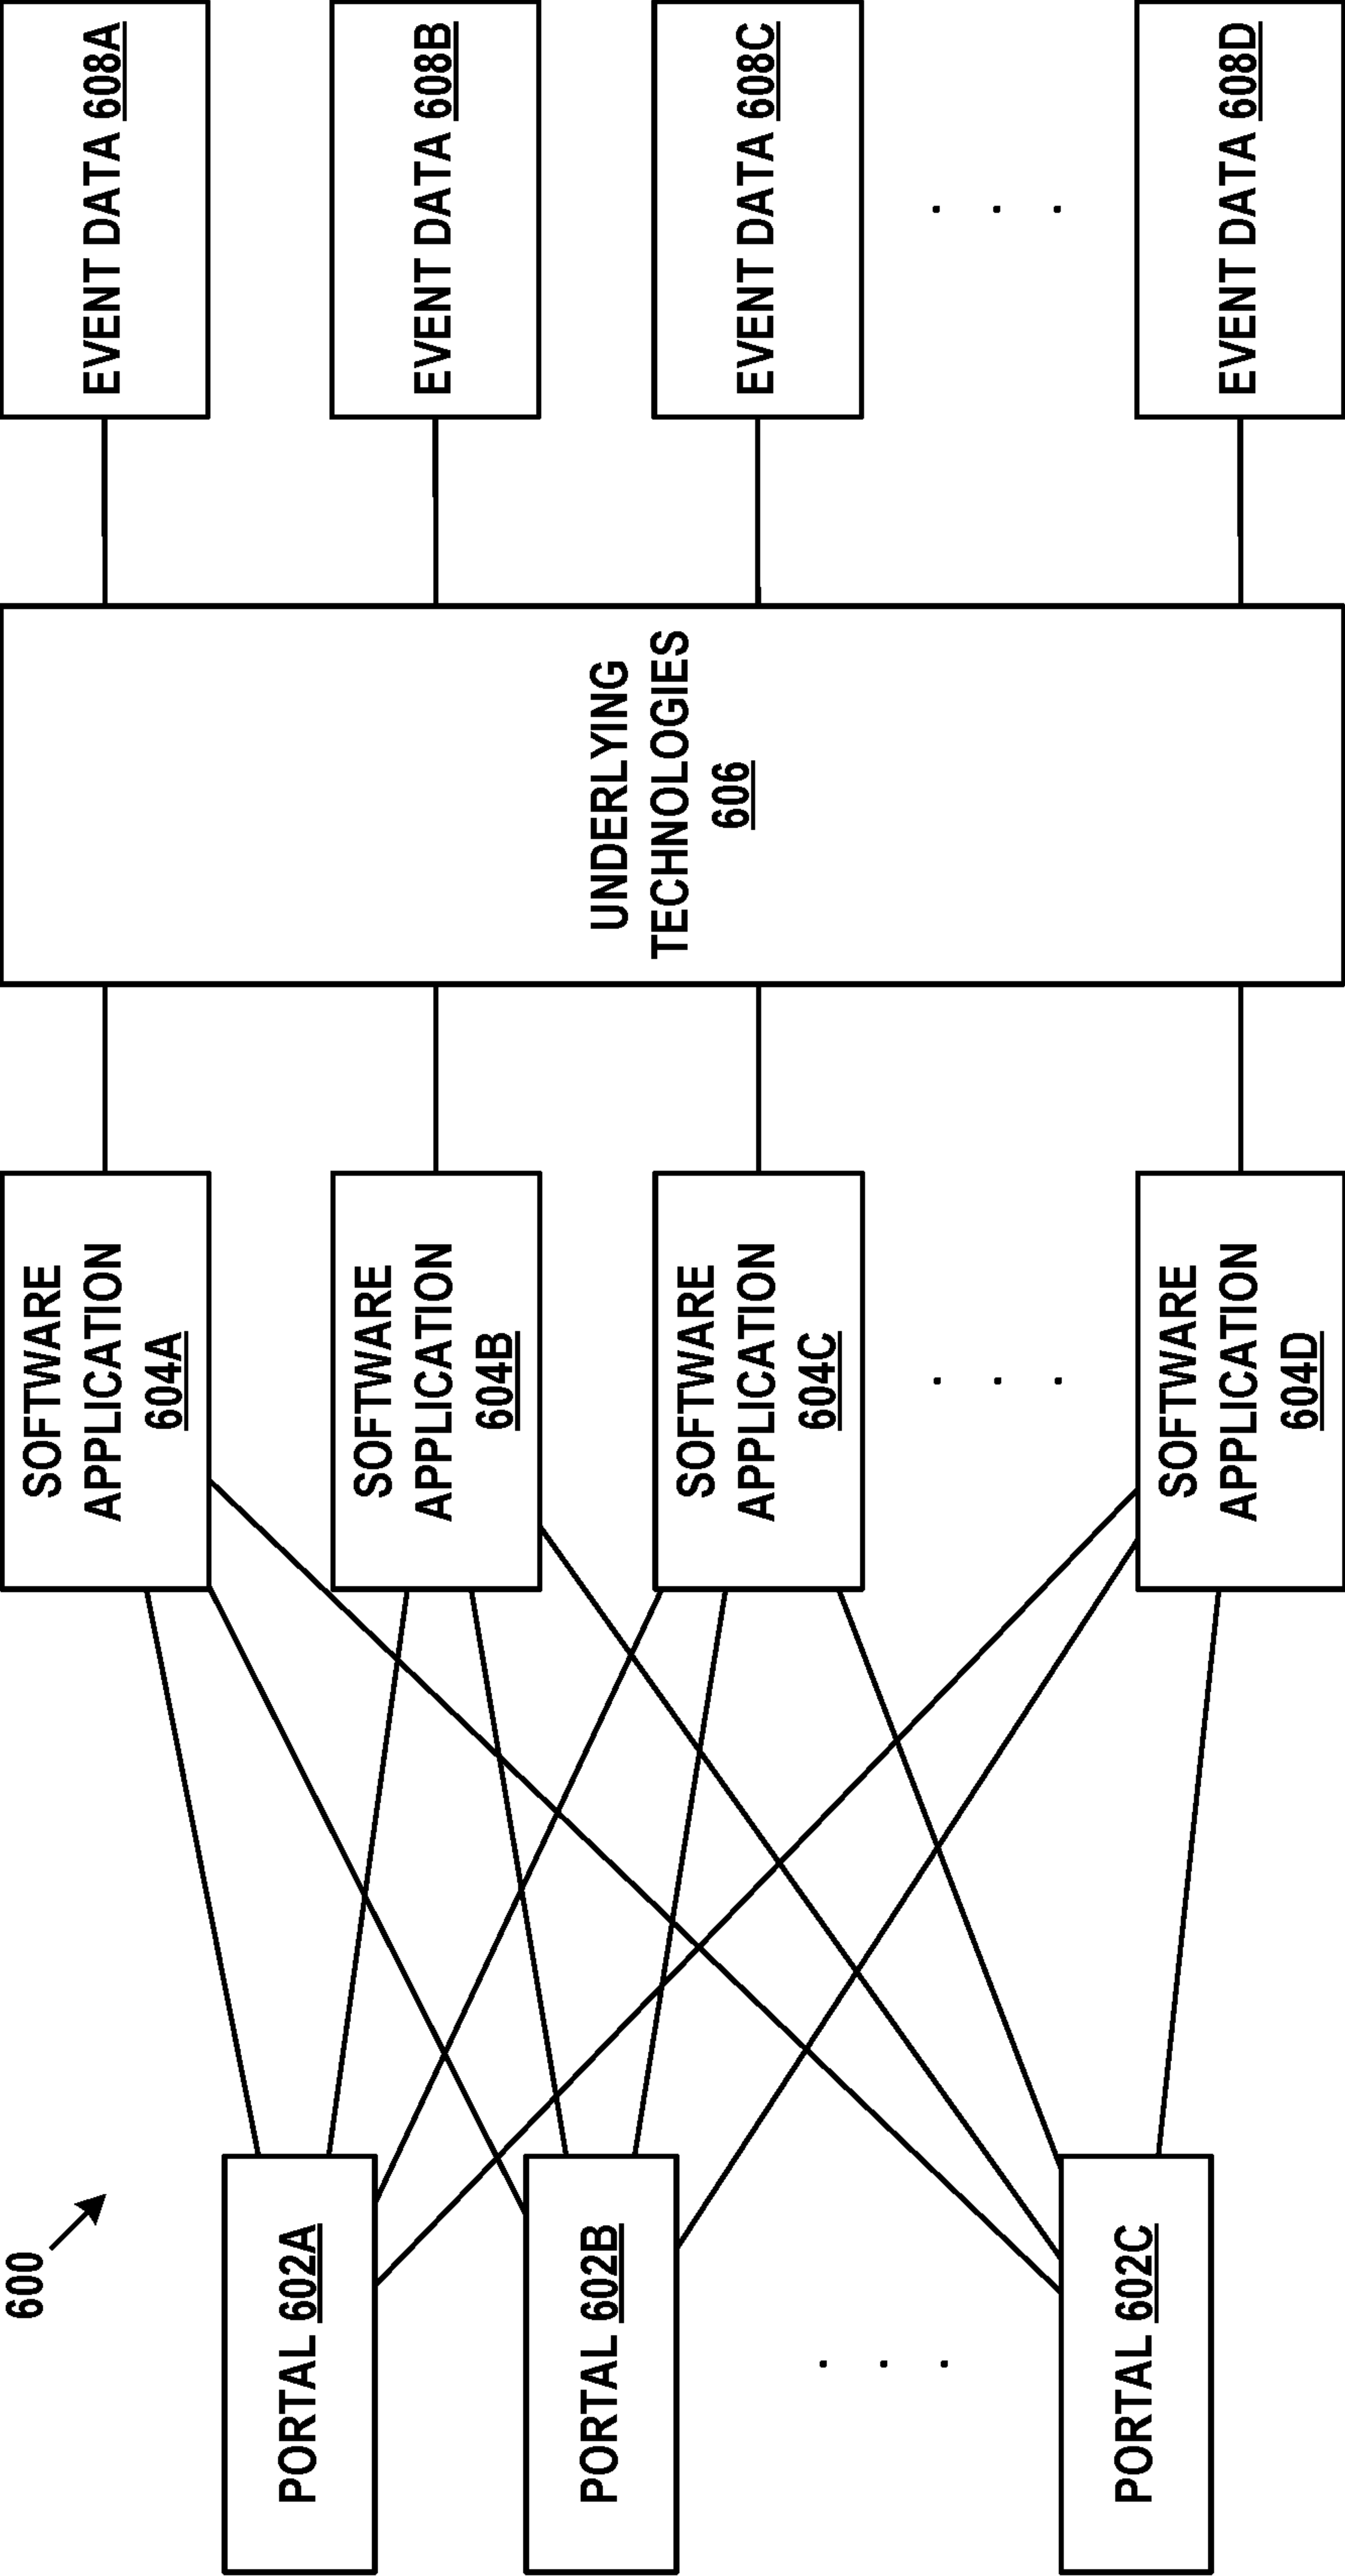 600
PORTAL 602A
PORTAL 602B
. . .
PORTAL 602C
SOFTWARE
APPLICATION
604A
SOFTWARE
APPLICATION
604B
SOFTWARE
APPLICATION
604C
. . .
SOFTWARE
APPLICATION
604D
UNDERLYING
TECHNOLOGIES
606
EVENT DATA 608A
EVENT DATA 608B
EVENT DATA 608C
. . .
EVENT DATA 608D